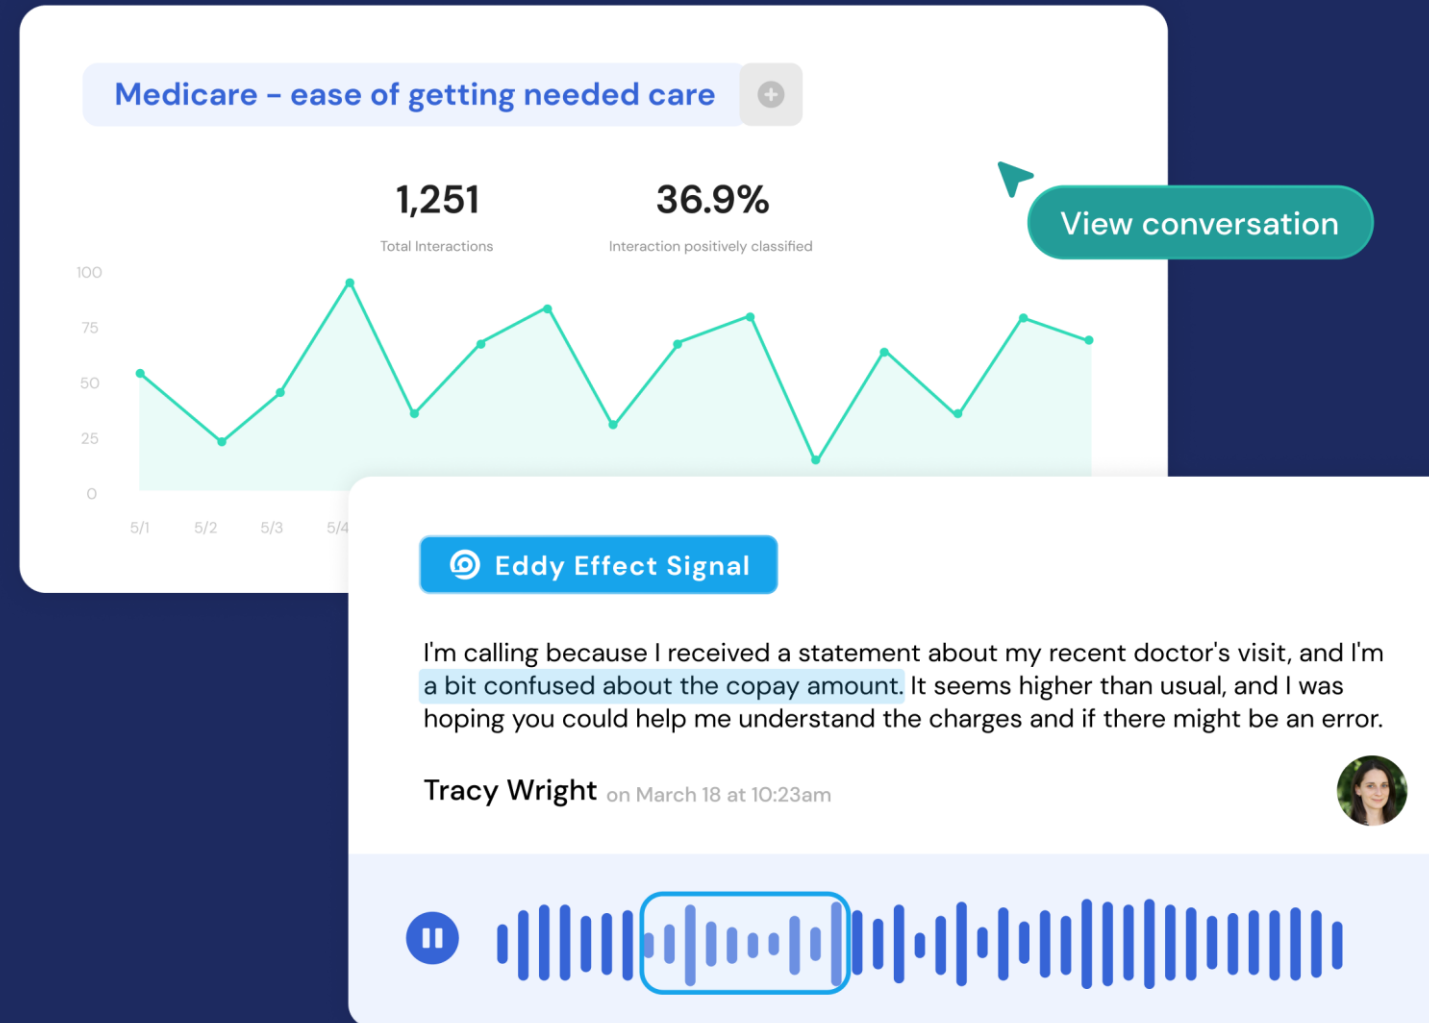 Medicare - ease of getting needed care
1,251
Total Interactions
36.9%
Interaction positively classified
View conversation
100
75
50
25
0
5/1 5/2 5/3 5/4
Eddy Effect Signal
I'm calling because I received a statement about my recent doctor's visit, and I'm
a bit confused about the copay amount. It seems higher than usual, and I was
hoping you could help me understand the charges and if there might be an error.
Tracy Wright on March 18 at 10:23am